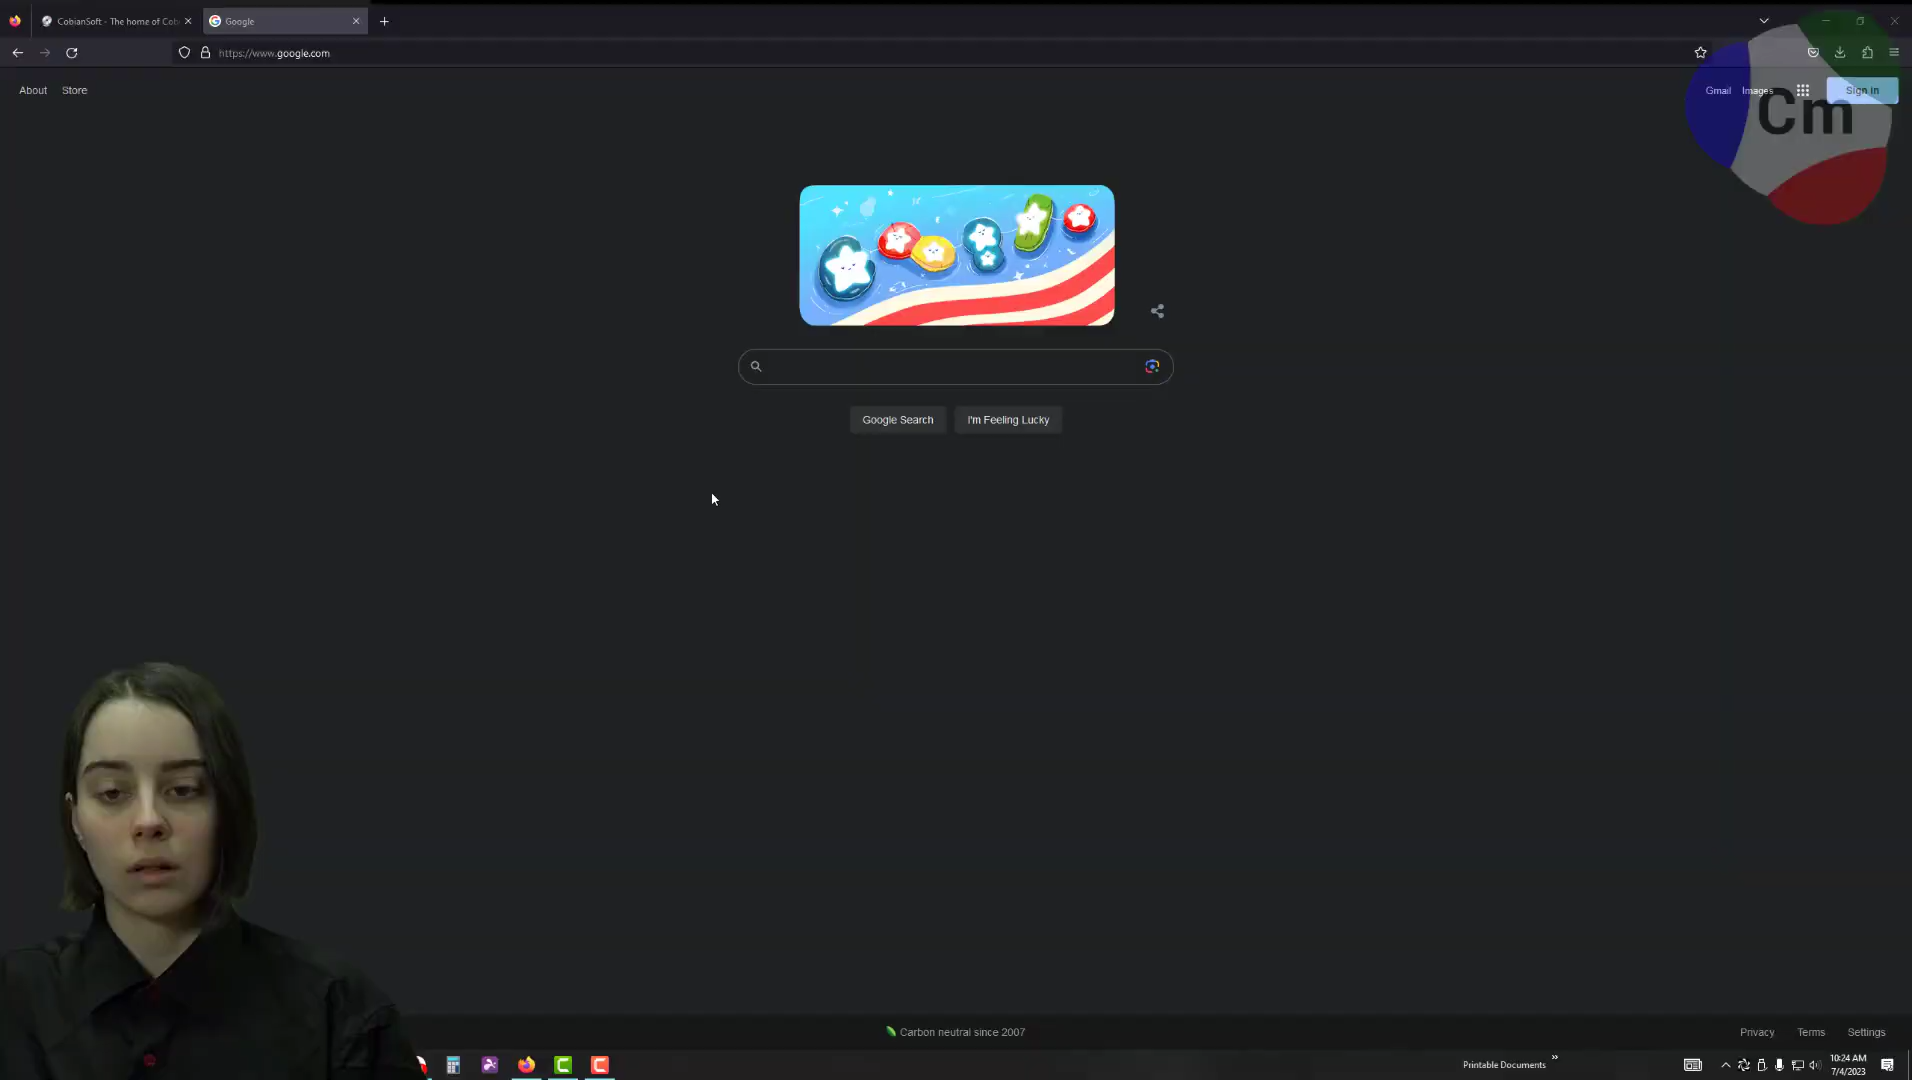 CobianSoft - The home of Cob
Google
https://www.google.com
About
Store
Gmail
Images
Sign in
Cm
Google Search
I'm Feeling Lucky
Carbon neutral since 2007
Privacy
Terms
Settings
Printable Documents
10:24 AM
7/4/2023